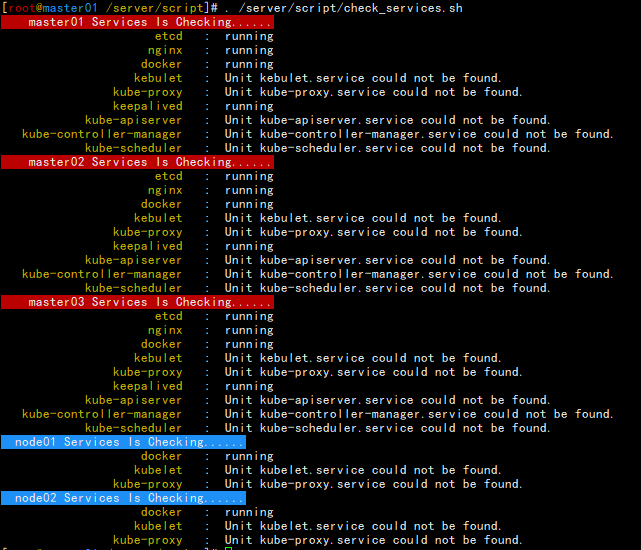 [root@master01 /server/script]# . /server/script/check_services.sh
master01 Services Is Checking......
etcd : running
nginx : running
docker : running
kebulet : Unit kebulet.service could not be found.
kube-proxy : Unit kube-proxy.service could not be found.
keepalived : running
kube-apiserver : Unit kube-apiserver.service could not be found.
kube-controller-manager : Unit kube-controller-manager.service could not be found.
kube-scheduler : Unit kube-scheduler.service could not be found.
master02 Services Is Checking......
etcd : running
nginx : running
docker : running
kebulet : Unit kebulet.service could not be found.
kube-proxy : Unit kube-proxy.service could not be found.
keepalived : running
kube-apiserver : Unit kube-apiserver.service could not be found.
kube-controller-manager : Unit kube-controller-manager.service could not be found.
kube-scheduler : Unit kube-scheduler.service could not be found.
master03 Services Is Checking......
etcd : running
nginx : running
docker : running
kebulet : Unit kebulet.service could not be found.
kube-proxy : Unit kube-proxy.service could not be found.
keepalived : running
kube-apiserver : Unit kube-apiserver.service could not be found.
kube-controller-manager : Unit kube-controller-manager.service could not be found.
kube-scheduler : Unit kube-scheduler.service could not be found.
node01 Services Is Checking......
docker : running
kubelet : Unit kubelet.service could not be found.
kube-proxy : Unit kube-proxy.service could not be found.
node02 Services Is Checking......
docker : running
kubelet : Unit kubelet.service could not be found.
kube-proxy : Unit kube-proxy.service could not be found.